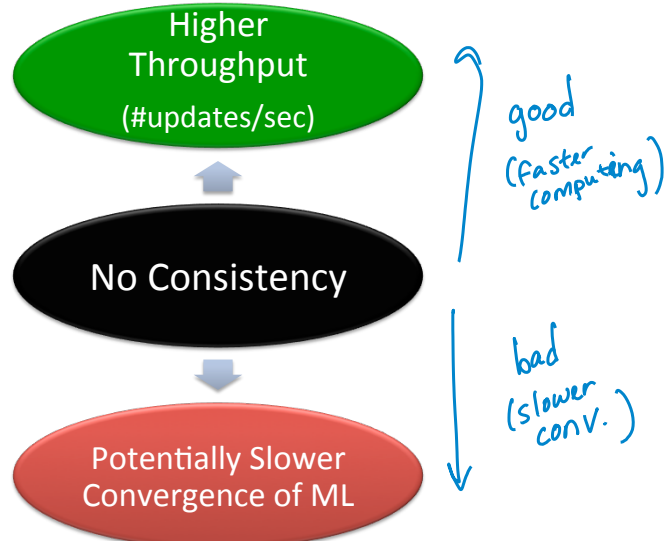 Higher
Throughput
(#updates/sec)
good
(faster
computing)
No Consistency
bad
(slower
conv.)
Potentially Slower
Convergence of ML